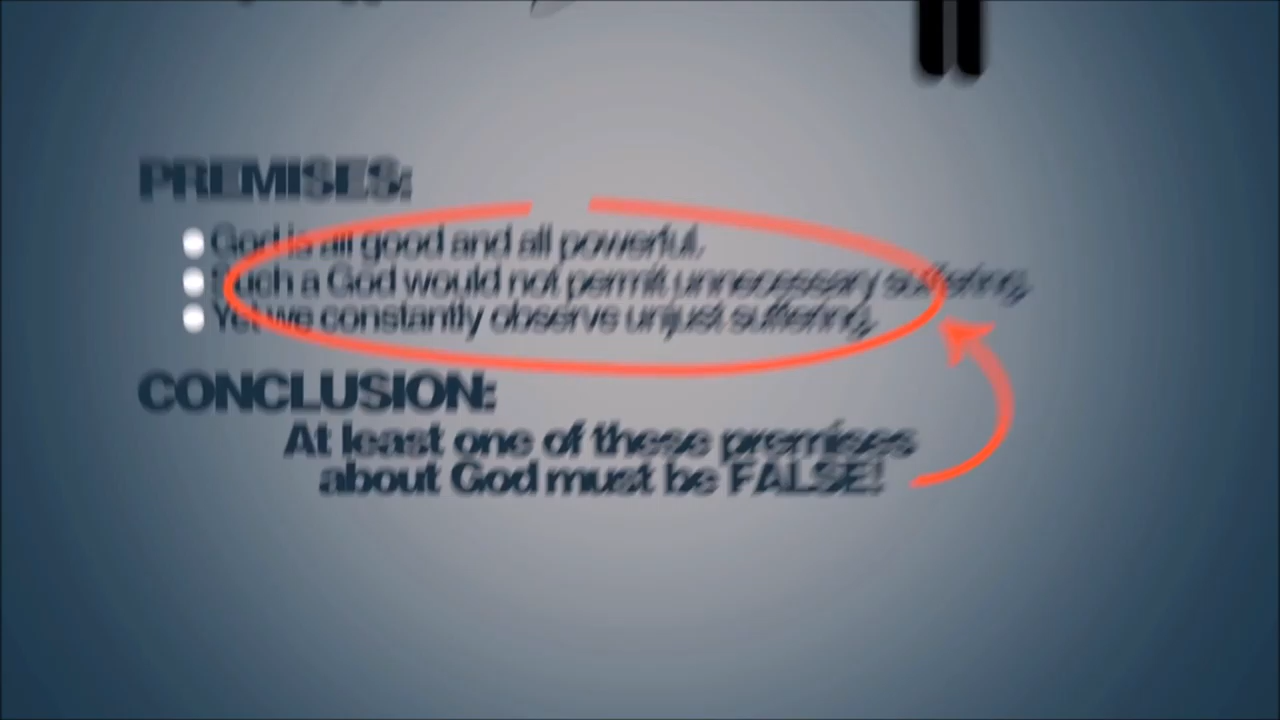 PREMISES:
God is all good and all powerful.
Such a God would not permit unnecessary suffering.
Yet we constantly observe unjust suffering.
CONCLUSION:
At least one of these premises
about God must be FALSE!